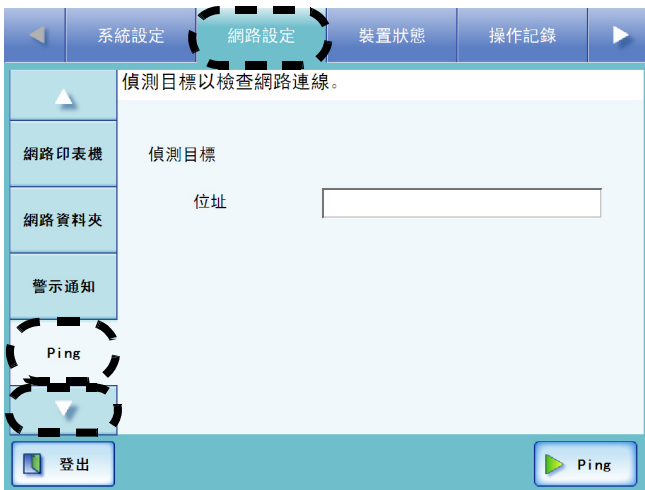 系統設定
網路設定
裝置狀態
操作記錄
偵測目標以檢查網路連線。
網路印表機
網路資料夾
警示通知
Ping
偵測目標
位址
登出
Ping